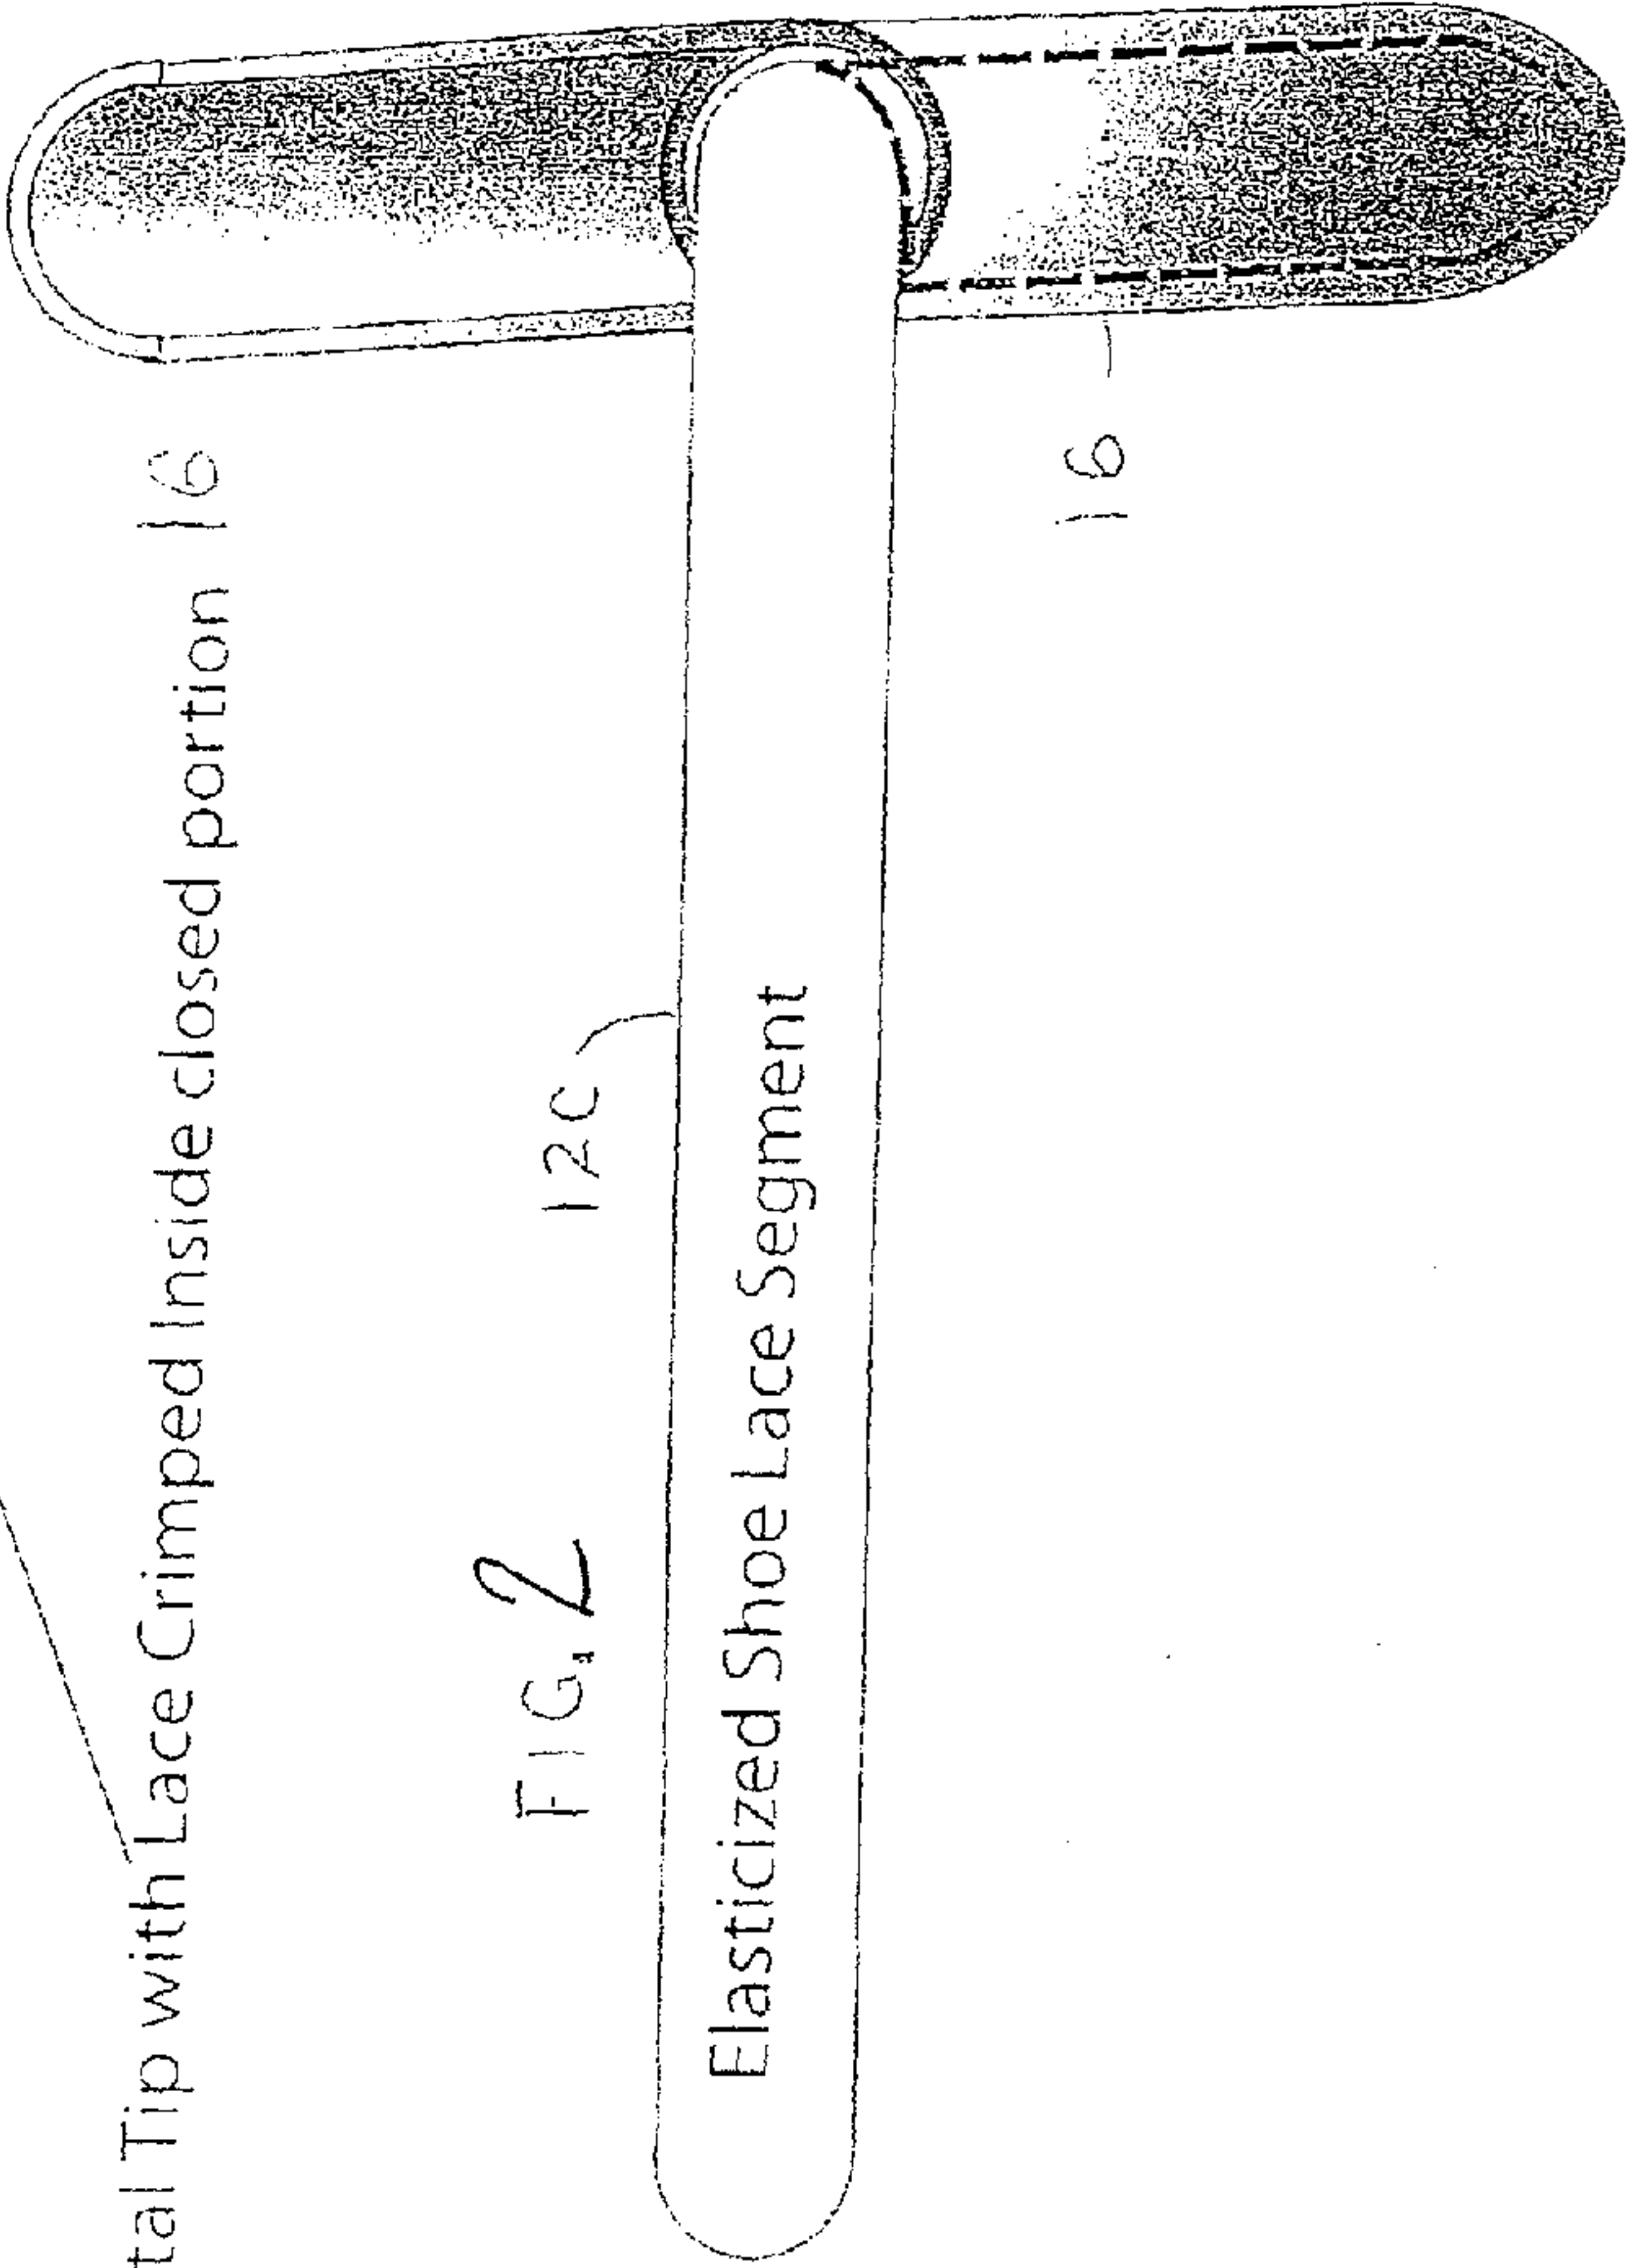 tal Tip with Lace Crimped Inside closed portion 16
FIG. 2
12C
Elasticized Shoe Lace Segment
16